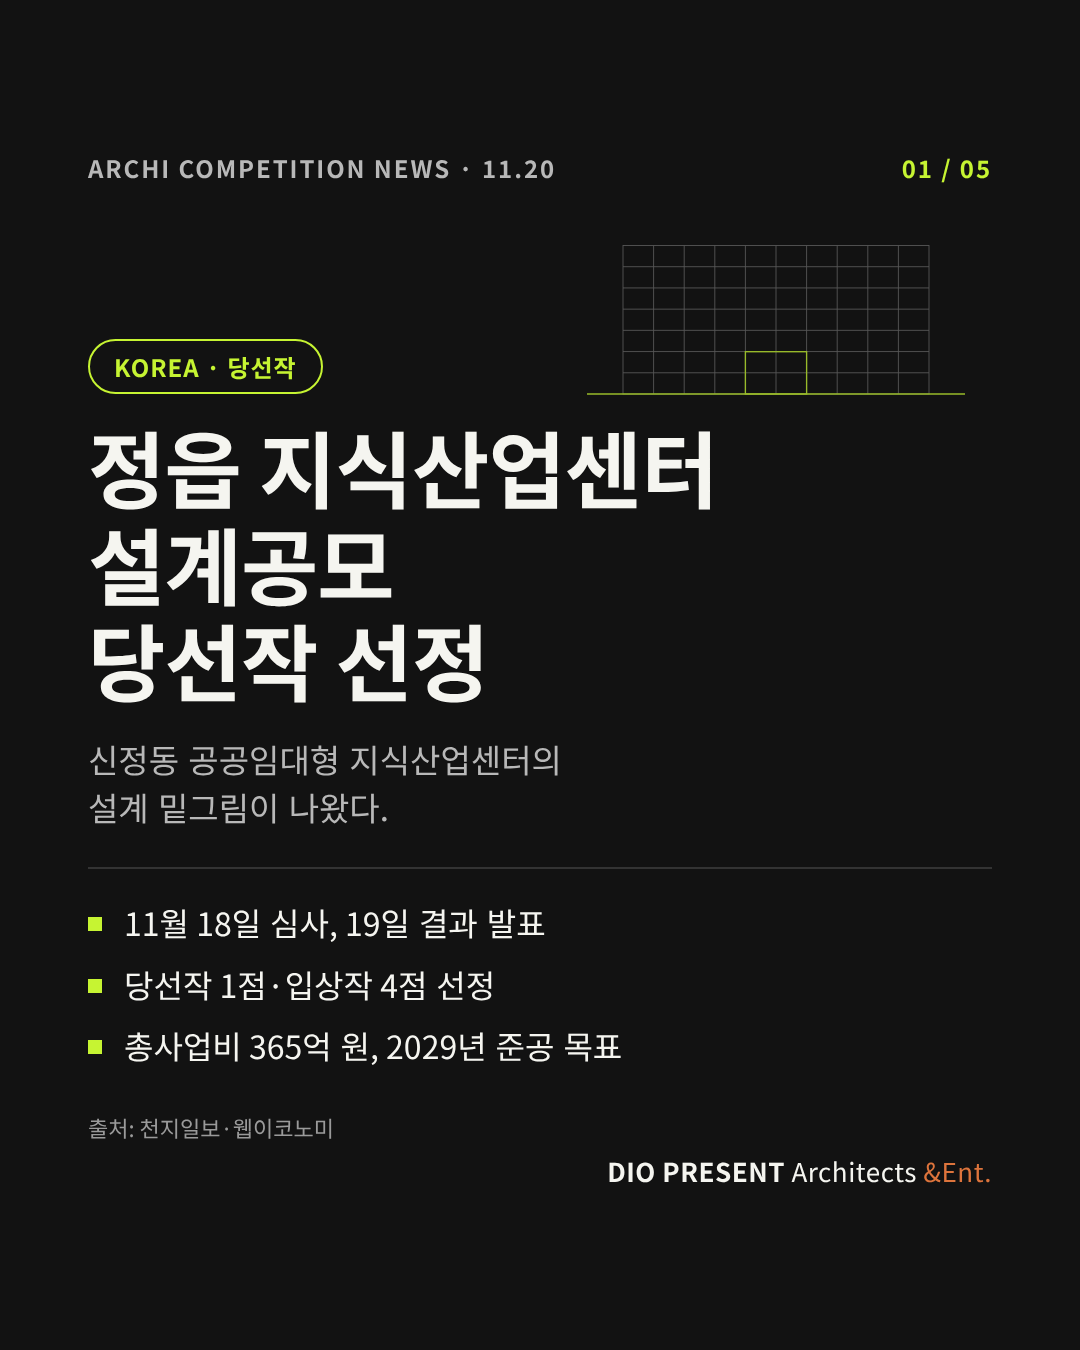 ARCHI COMPETITION NEWS · 11.20
01 / 05
KOREA · 당선작
정읍 지식산업센터
설계공모
당선작 선정
신정동 공공임대형 지식산업센터의
설계 밑그림이 나왔다.
11월 18일 심사, 19일 결과 발표
당선작 1점·입상작 4점 선정
총사업비 365억 원, 2029년 준공 목표
출처: 천지일보·웹이코노미
DIO PRESENT Architects &Ent.